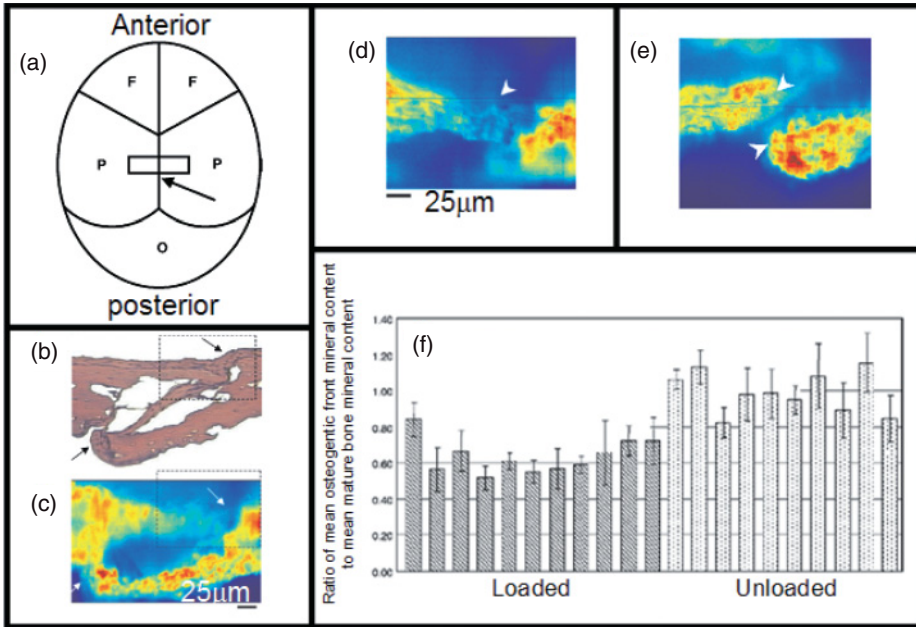 (a)
Anterior
F F
P P
O
posterior
(b)
(c)
25μm
(d)
25μm
(e)
(f)
Ratio of mean osteogentic front mineral content
to mean mature bone mineral content
1.40
1.20
1.00
0.80
0.60
0.40
0.20
0.00
Loaded Unloaded